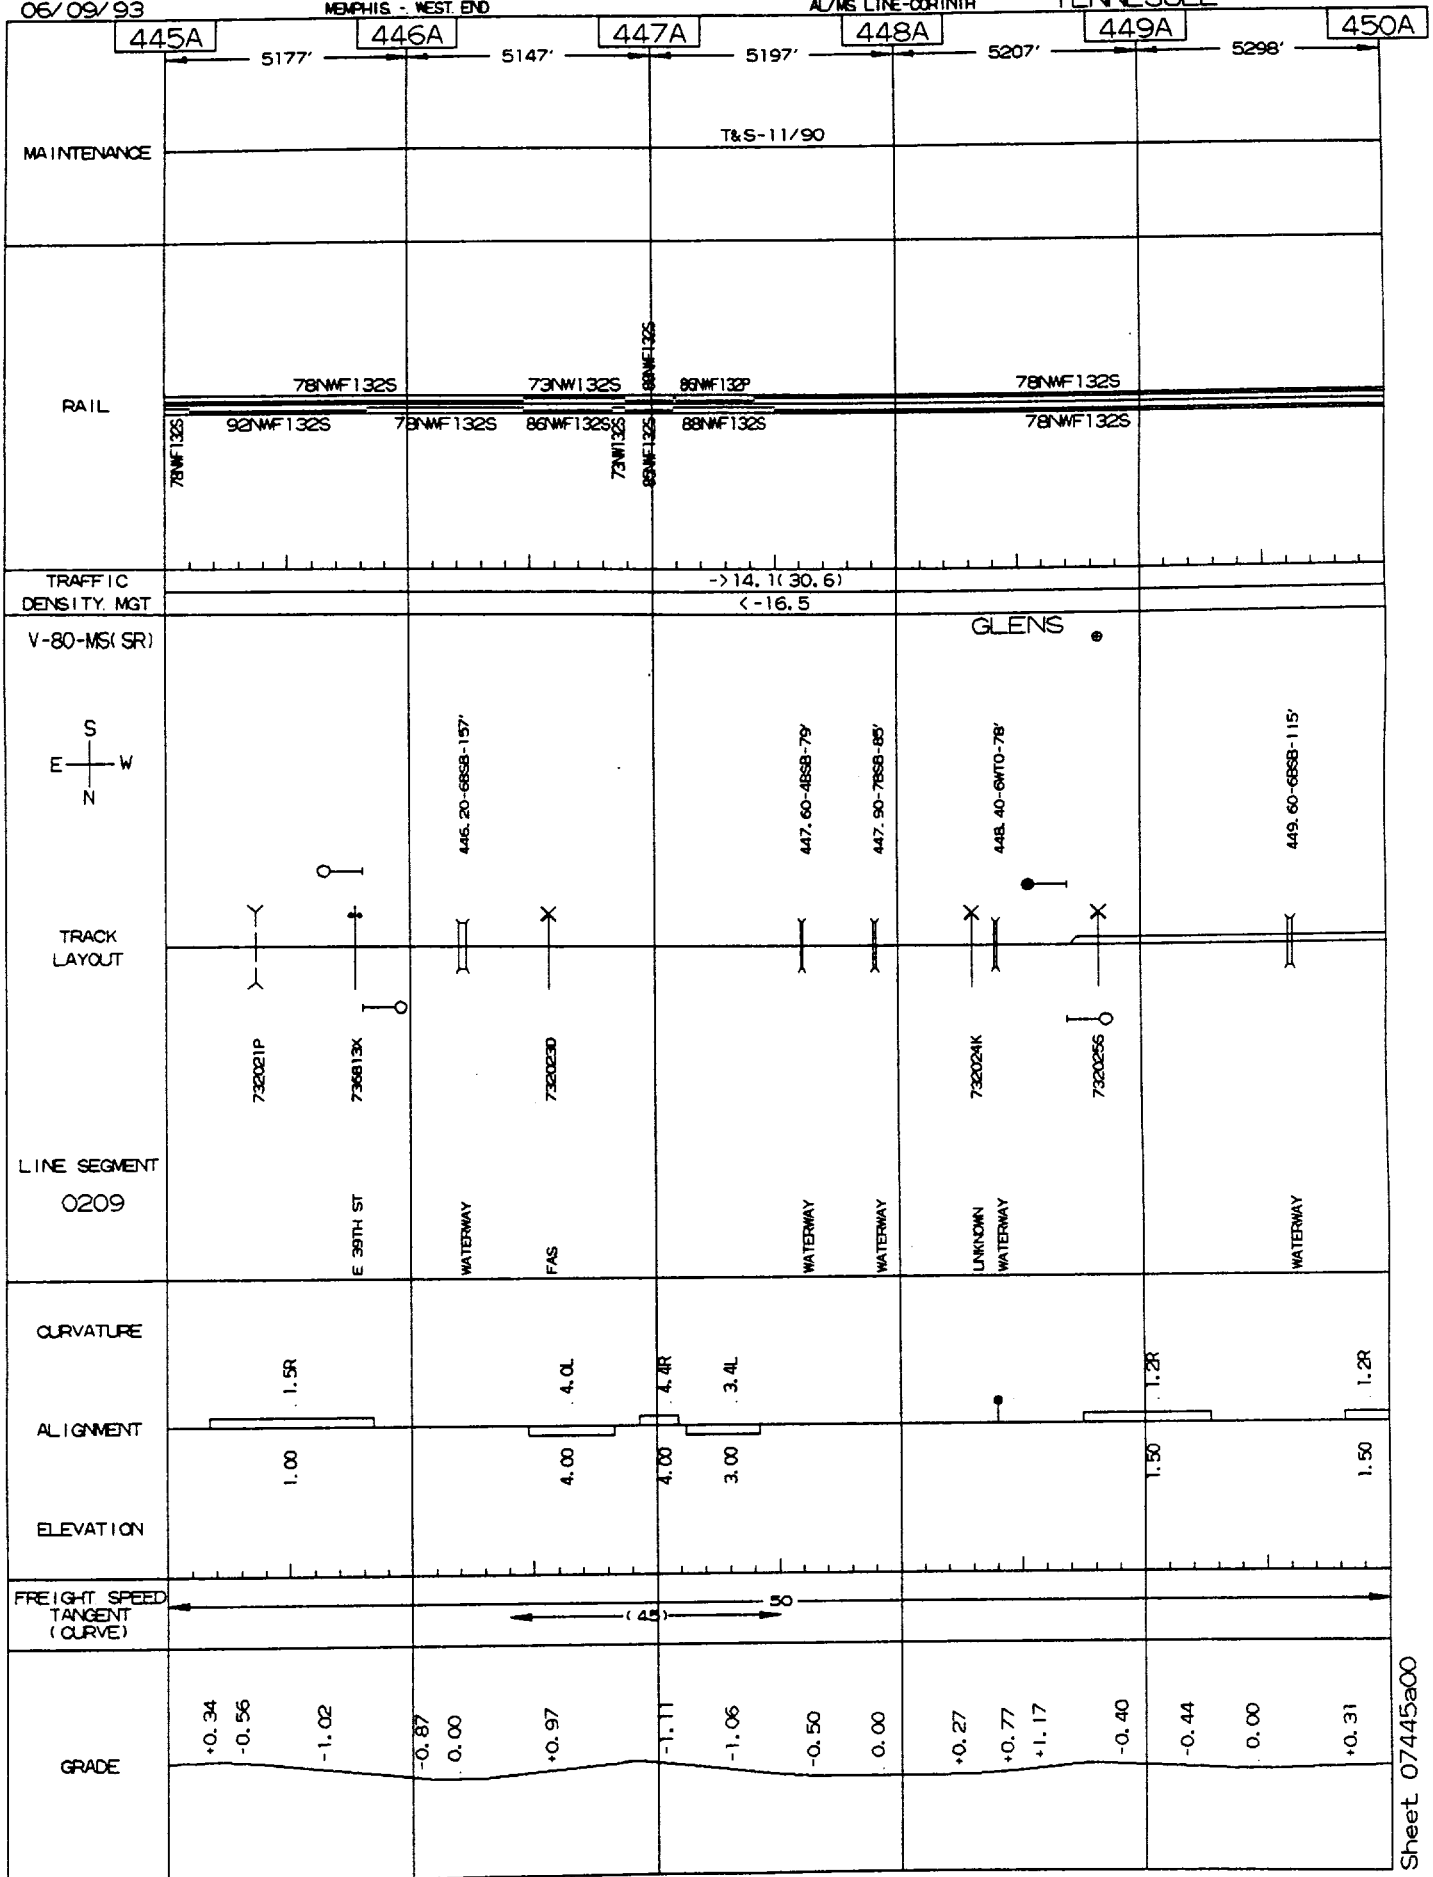 06/09/93 MEMPHIS - WEST END AL/MS LINE-CORINTH TENNESSEE
445A 446A 447A 448A 449A 450A
5177' 5147' 5197' 5207' 5298'
MAINTENANCE
T&S-11/90
RAIL
78NWF132S 73NW132S 86NWF132P 78NWF132S
92NWF132S 78NWF132S 86NWF132S 88NWF132S 78NWF132S
78NWF132S
73NW132S
TRAFFIC
DENSITY. MGT
->14.1(30.6)
<-16.5
V-80-MS(SR)
GLENS
S
E W
N
446.20-6BSB-157'
447.60-4BSB-79'
447.90-7BSB-85'
448.40-6WTO-78'
449.60-6BSB-115'
TRACK
LAYOUT
732021P
736813X
732023D
732024K
732025G
LINE SEGMENT
0209
E 39TH ST
WATERWAY
FAS
WATERWAY
WATERWAY
UNKNOWN
WATERWAY
WATERWAY
CURVATURE
1.5R 4.0L 4.4R 3.4L 1.2R 1.2R
ALIGNMENT
1.00 4.00 4.00 3.00 1.50 1.50
ELEVATION
FREIGHT SPEED
TANGENT
(CURVE)
50
(45)
GRADE
+0.34 -0.56 -1.02 -0.87 0.00 +0.97 -1.11 -1.06 -0.50 0.00 +0.27 +0.77 +1.17 -0.40 -0.44 0.00 +0.31
Sheet 07445a00